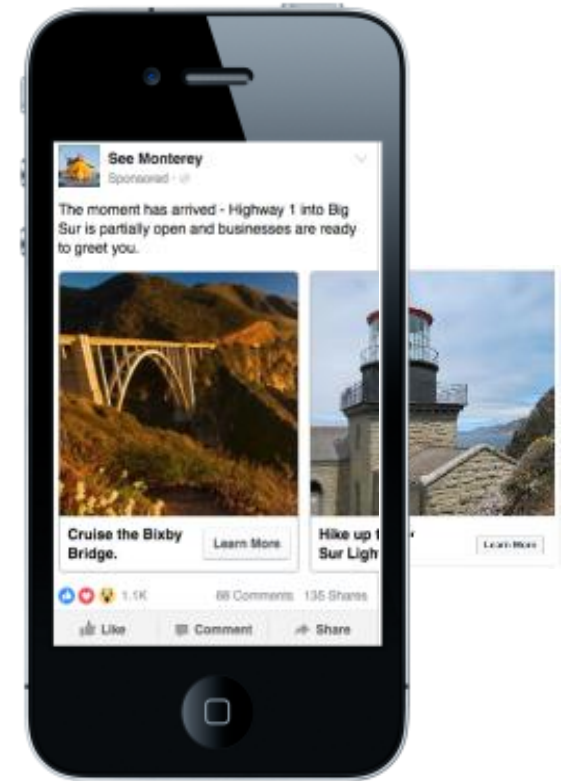 See Monterey
Sponsored ·
The moment has arrived - Highway 1 into Big
Sur is partially open and businesses are ready
to greet you.
Cruise the Bixby
Bridge.
Learn More
Hike up
Sur Ligh
Learn More
1.1K
68 Comments 135 Shares
Like
Comment
Share